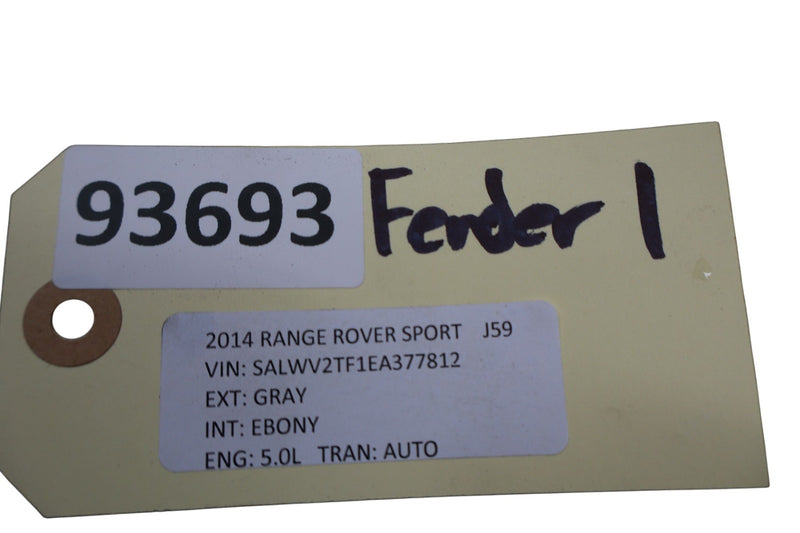 93693
Fender 1
2014 RANGE ROVER SPORT J59
VIN: SALWV2TF1EA377812
EXT: GRAY
INT: EBONY
ENG: 5.0L TRAN: AUTO